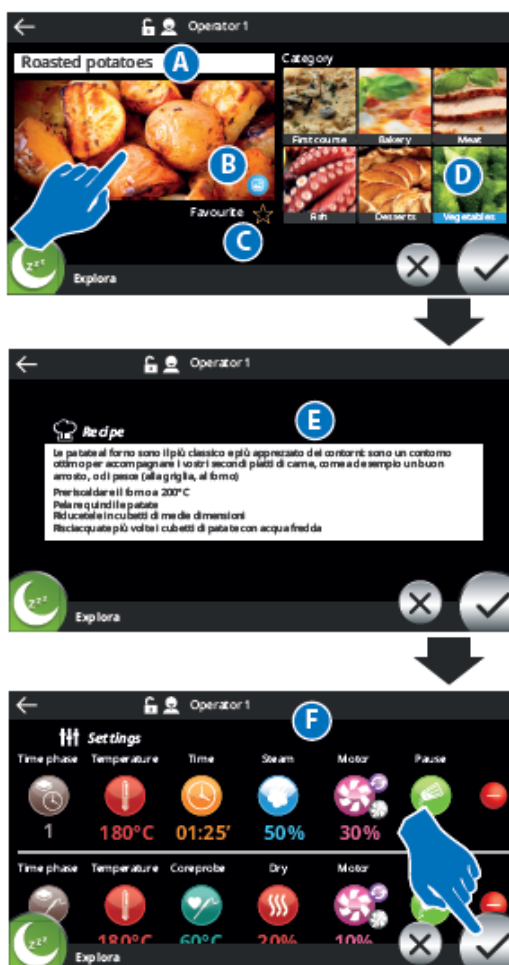 Operator 1
Roasted potatoes A
Category
First course Bakery Meat
B
D
Fish Desserts Vegetables
Favourite
C
zzz
Explora
Operator 1
E
Recipe
Le patate al forno sono il più classico e più apprezzato dei contorni: sono un contorno
ottimo per accompagnare i vostri secondi piatti di carne, come ad esempio un buon
arrosto, o di pesce (alla griglia, al forno)
Preriscaldare il forno a 200°C
Pelare quindi le patate
Riducetele in cubetti di medie dimensioni
Risciacquate più volte i cubetti di patate con acqua fredda
zzz
Explora
Operator 1
F
Settings
Time phase Temperature Time Steam Motor Pause
1 180°C 01:25' 50% 30%
Time phase Temperature Coreprobe Dry Motor
180°C 60°C 20% 10%
zzz
Explora